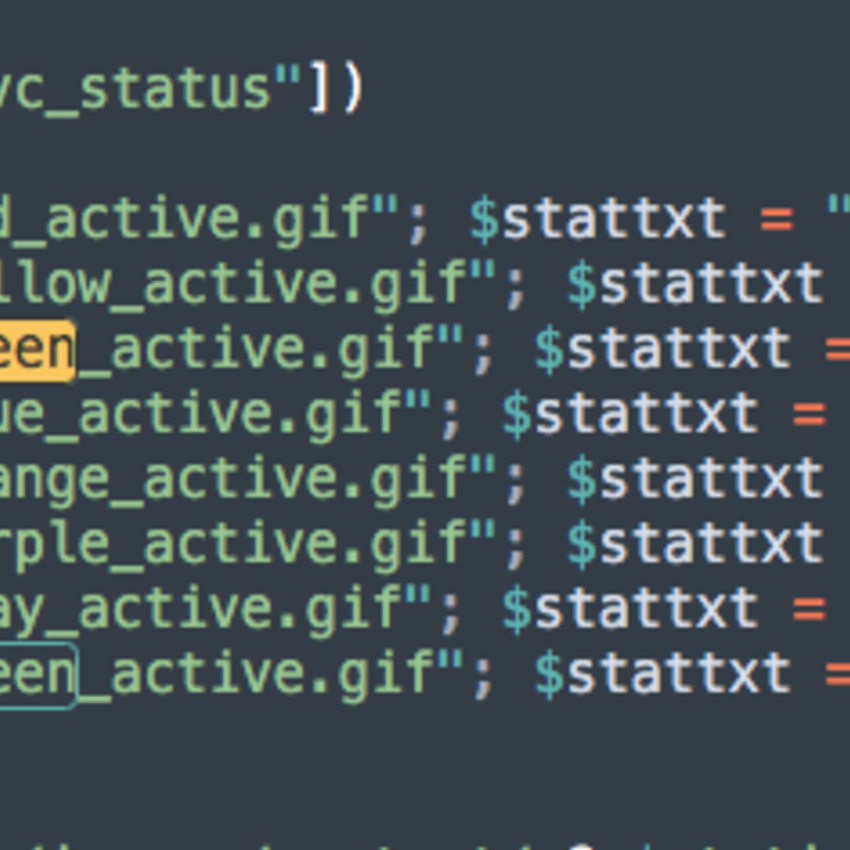 vc_status"])
d_active.gif"; $stattxt = "
llow_active.gif"; $stattxt
een_active.gif"; $stattxt =
ue_active.gif"; $stattxt =
ange_active.gif"; $stattxt
rple_active.gif"; $stattxt
ay_active.gif"; $stattxt =
een_active.gif"; $stattxt =